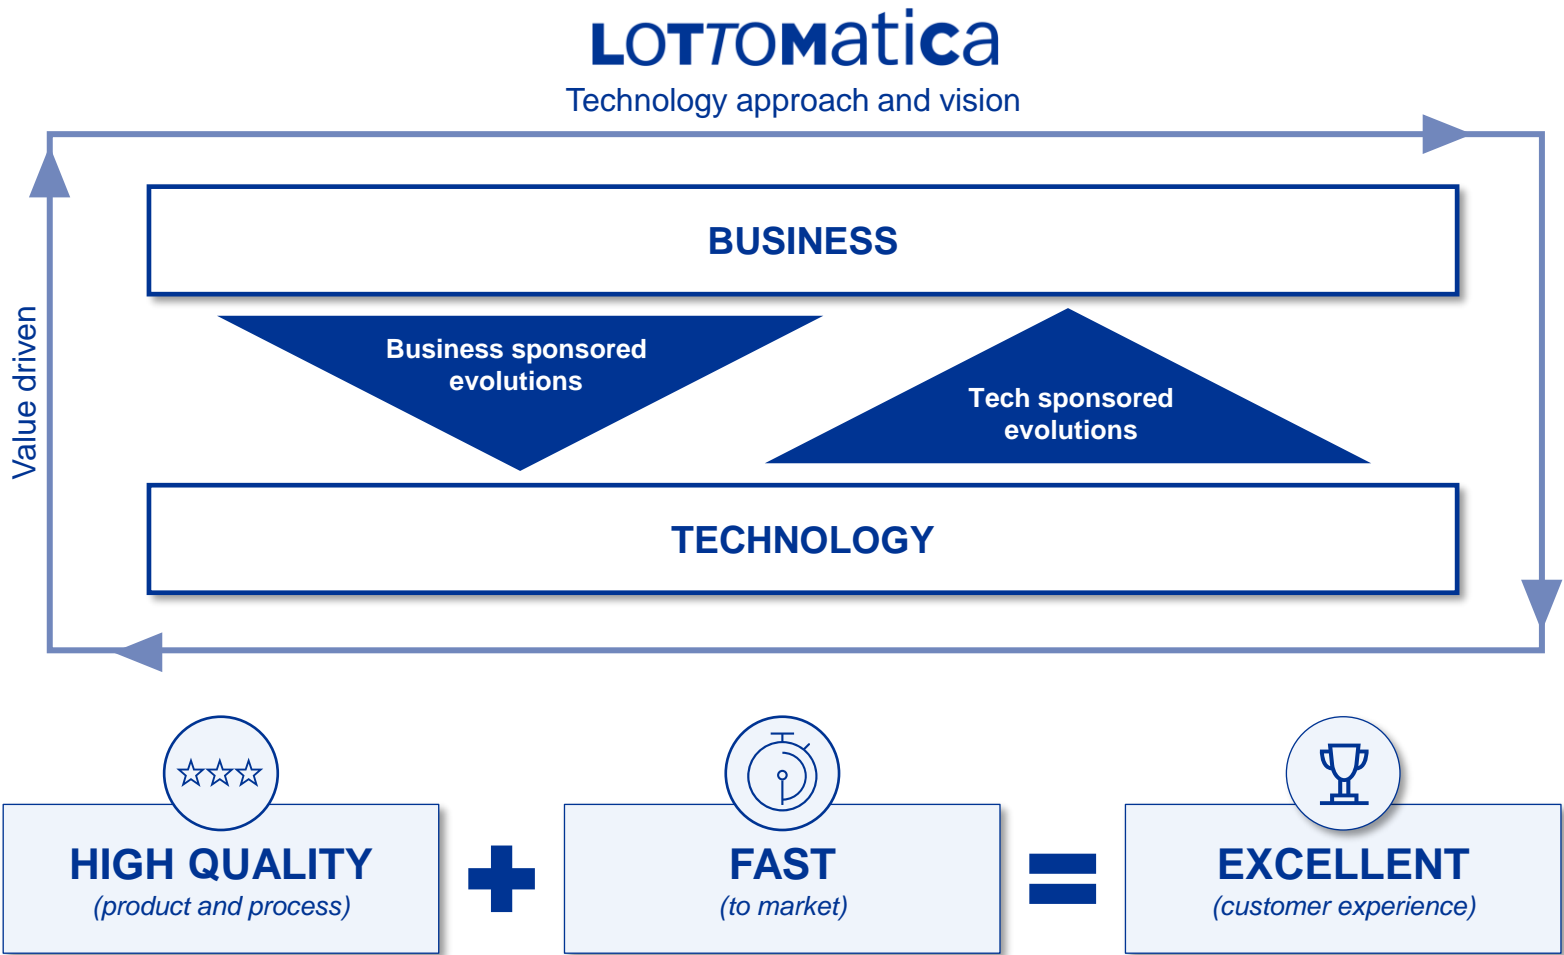 LOTTOMatiCa
Technology approach and vision
BUSINESS
Value driven
Business sponsored
evolutions
Tech sponsored
evolutions
TECHNOLOGY
HIGH QUALITY
(product and process)
FAST
(to market)
EXCELLENT
(customer experience)